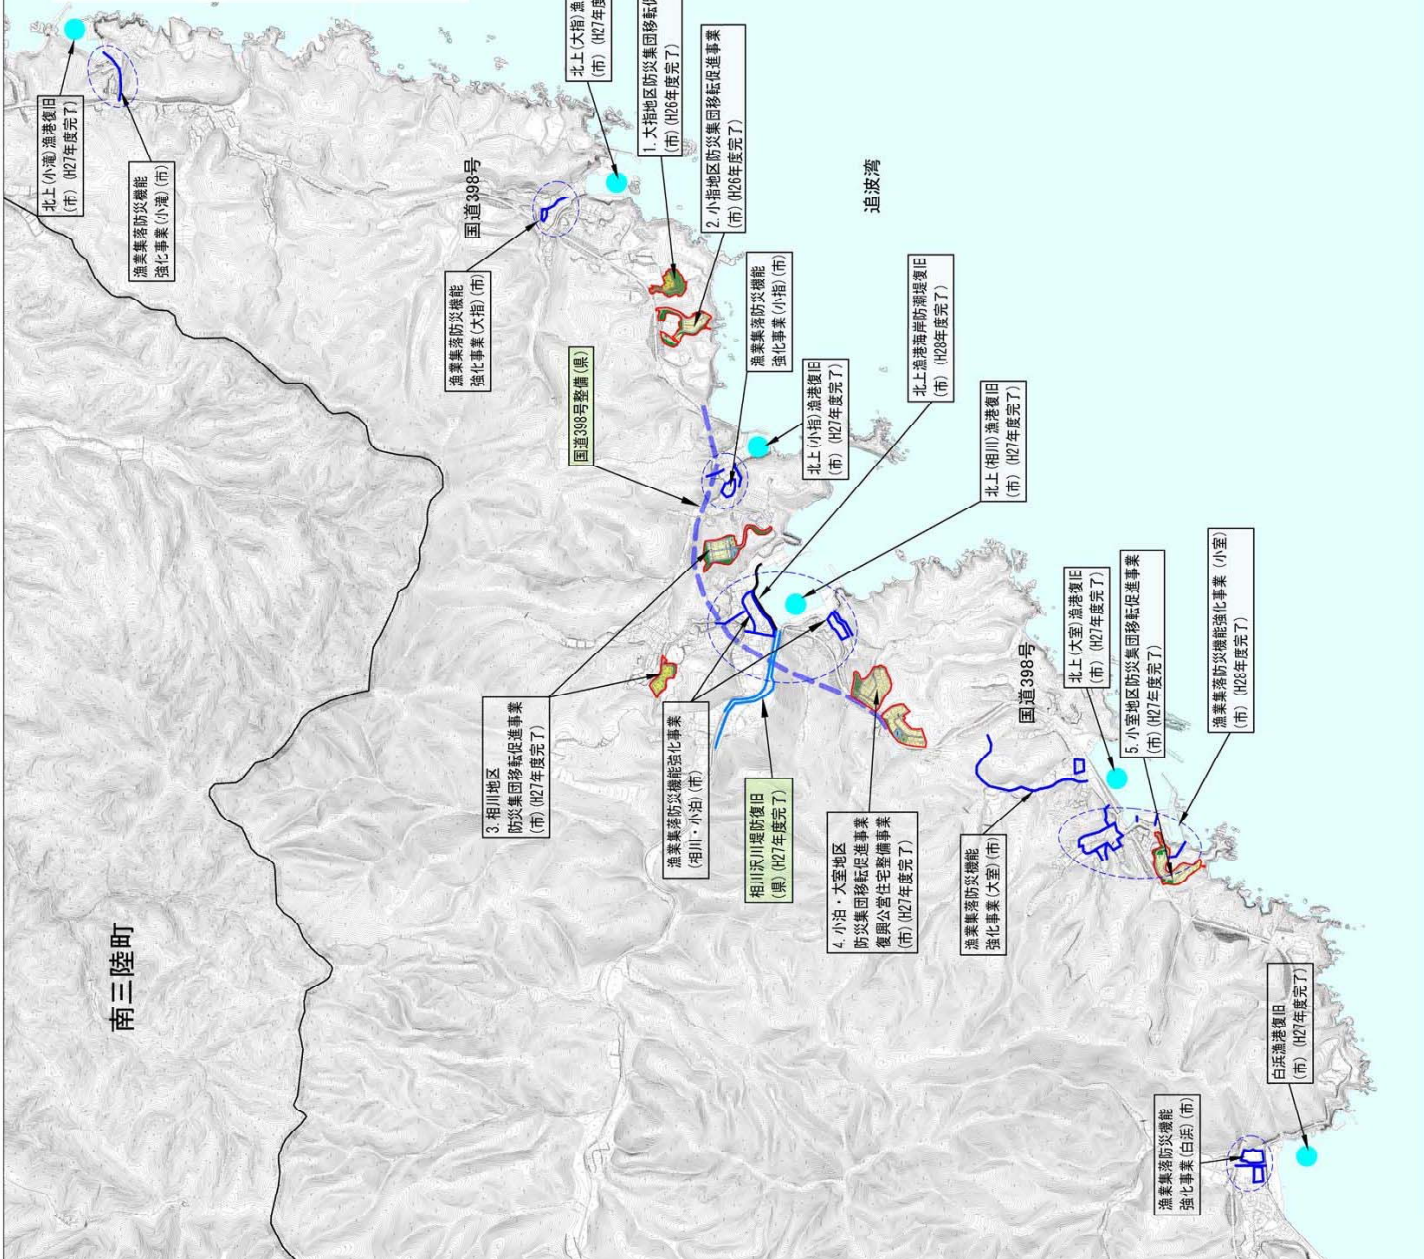 北上(小滝)漁港復旧
(市)(H27年度完了)
漁業集落防災機能
強化事業(小滝)(市)
国道398号
漁業集落防災機能
強化事業(大指)(市)
北上(大指)漁
(市)(H27年度
1. 大指地区防災集団移転促
(市)(H26年度完了)
2. 小指地区防災集団移転促進事業
(市)(H26年度完了)
追波湾
国道398号整備(県)
漁業集落防災機能
強化事業(小指)(市)
北上(小指)漁港復旧
(市)(H27年度完了)
北上漁港海岸防潮堤復旧
(市)(H28年度完了)
北上(相川)漁港復旧
(市)(H27年度完了)
3. 相川地区
防災集団移転促進事業
(市)(H27年度完了)
漁業集落防災機能強化事業
(相川・小泊)(市)
相川沢川堤防復旧
(県)(H27年度完了)
4. 小泊・大室地区
防災集団移転促進事業
復興公営住宅整備事業
(市)(H27年度完了)
国道398号
漁業集落防災機能
強化事業(大室)(市)
北上(大室)漁港復旧
(市)(H27年度完了)
5. 小室地区防災集団移転促進事業
(市)(H27年度完了)
漁業集落防災機能強化事業(小室)
(市)(H28年度完了)
南三陸町
漁業集落防災機能
強化事業(白浜)(市)
白浜漁港復旧
(市)(H27年度完了)